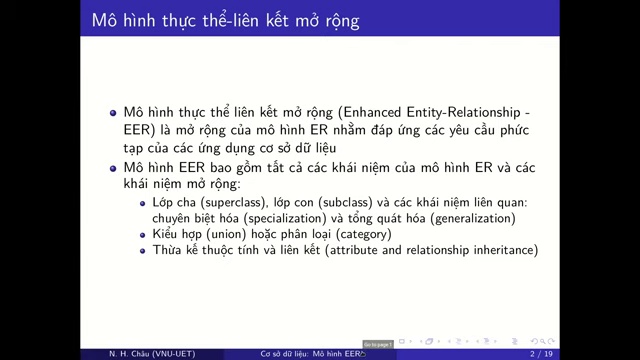 Mô hình thực thể-liên kết mở rộng
Mô hình thực thể liên kết mở rộng (Enhanced Entity-Relationship -
EER) là mở rộng của mô hình ER nhằm đáp ứng các yêu cầu phức
tạp của các ứng dụng cơ sở dữ liệu
Mô hình EER bao gồm tất cả các khái niệm của mô hình ER và các
khái niệm mở rộng:
Lớp cha (superclass), lớp con (subclass) và các khái niệm liên quan:
chuyên biệt hóa (specialization) và tổng quát hóa (generalization)
Kiểu hợp (union) hoặc phân loại (category)
Thừa kế thuộc tính và liên kết (attribute and relationship inheritance)
Go to page 1
N. H. Châu (VNU-UET)
Cơ sở dữ liệu: Mô hình EER
2 / 19